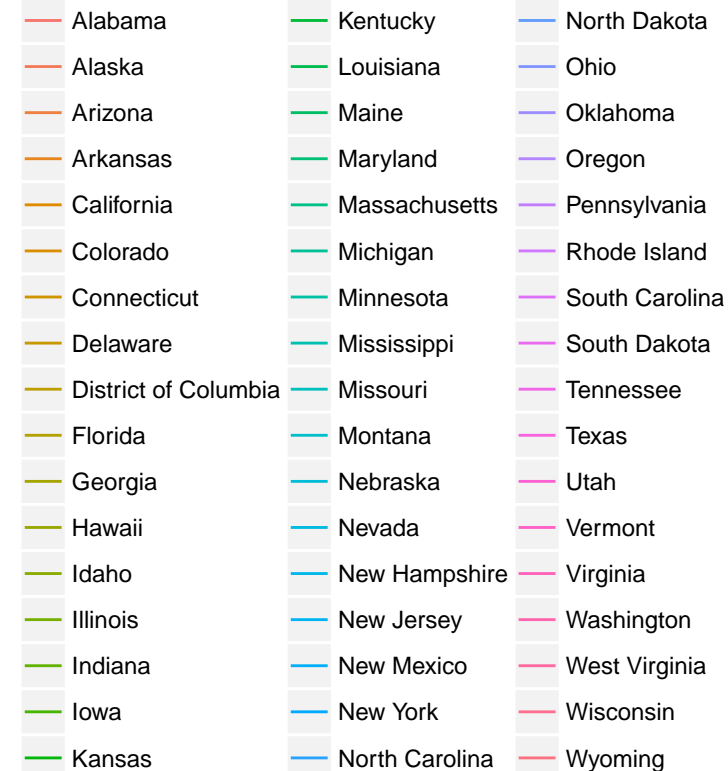 Alabama
Alaska
Arizona
Arkansas
California
Colorado
Connecticut
Delaware
District of Columbia
Florida
Georgia
Hawaii
Idaho
Illinois
Indiana
Iowa
Kansas
Kentucky
Louisiana
Maine
Maryland
Massachusetts
Michigan
Minnesota
Mississippi
Missouri
Montana
Nebraska
Nevada
New Hampshire
New Jersey
New Mexico
New York
North Carolina
North Dakota
Ohio
Oklahoma
Oregon
Pennsylvania
Rhode Island
South Carolina
South Dakota
Tennessee
Texas
Utah
Vermont
Virginia
Washington
West Virginia
Wisconsin
Wyoming